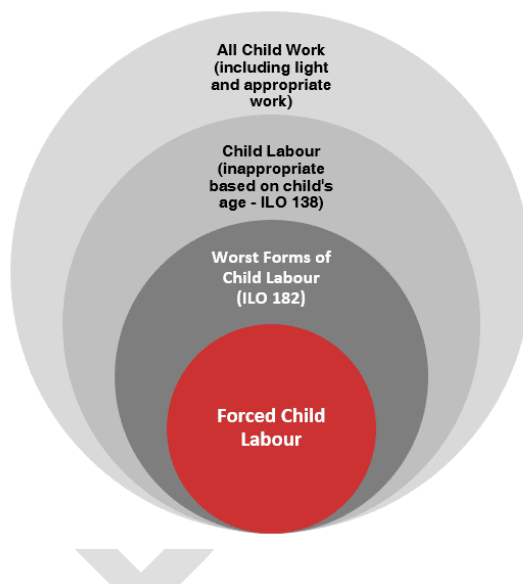 All Child Work
(including light
and appropriate
work)
Child Labour
(inappropriate
based on child's
age - ILO 138)
Worst Forms of
Child Labour
(ILO 182)
Forced Child
Labour